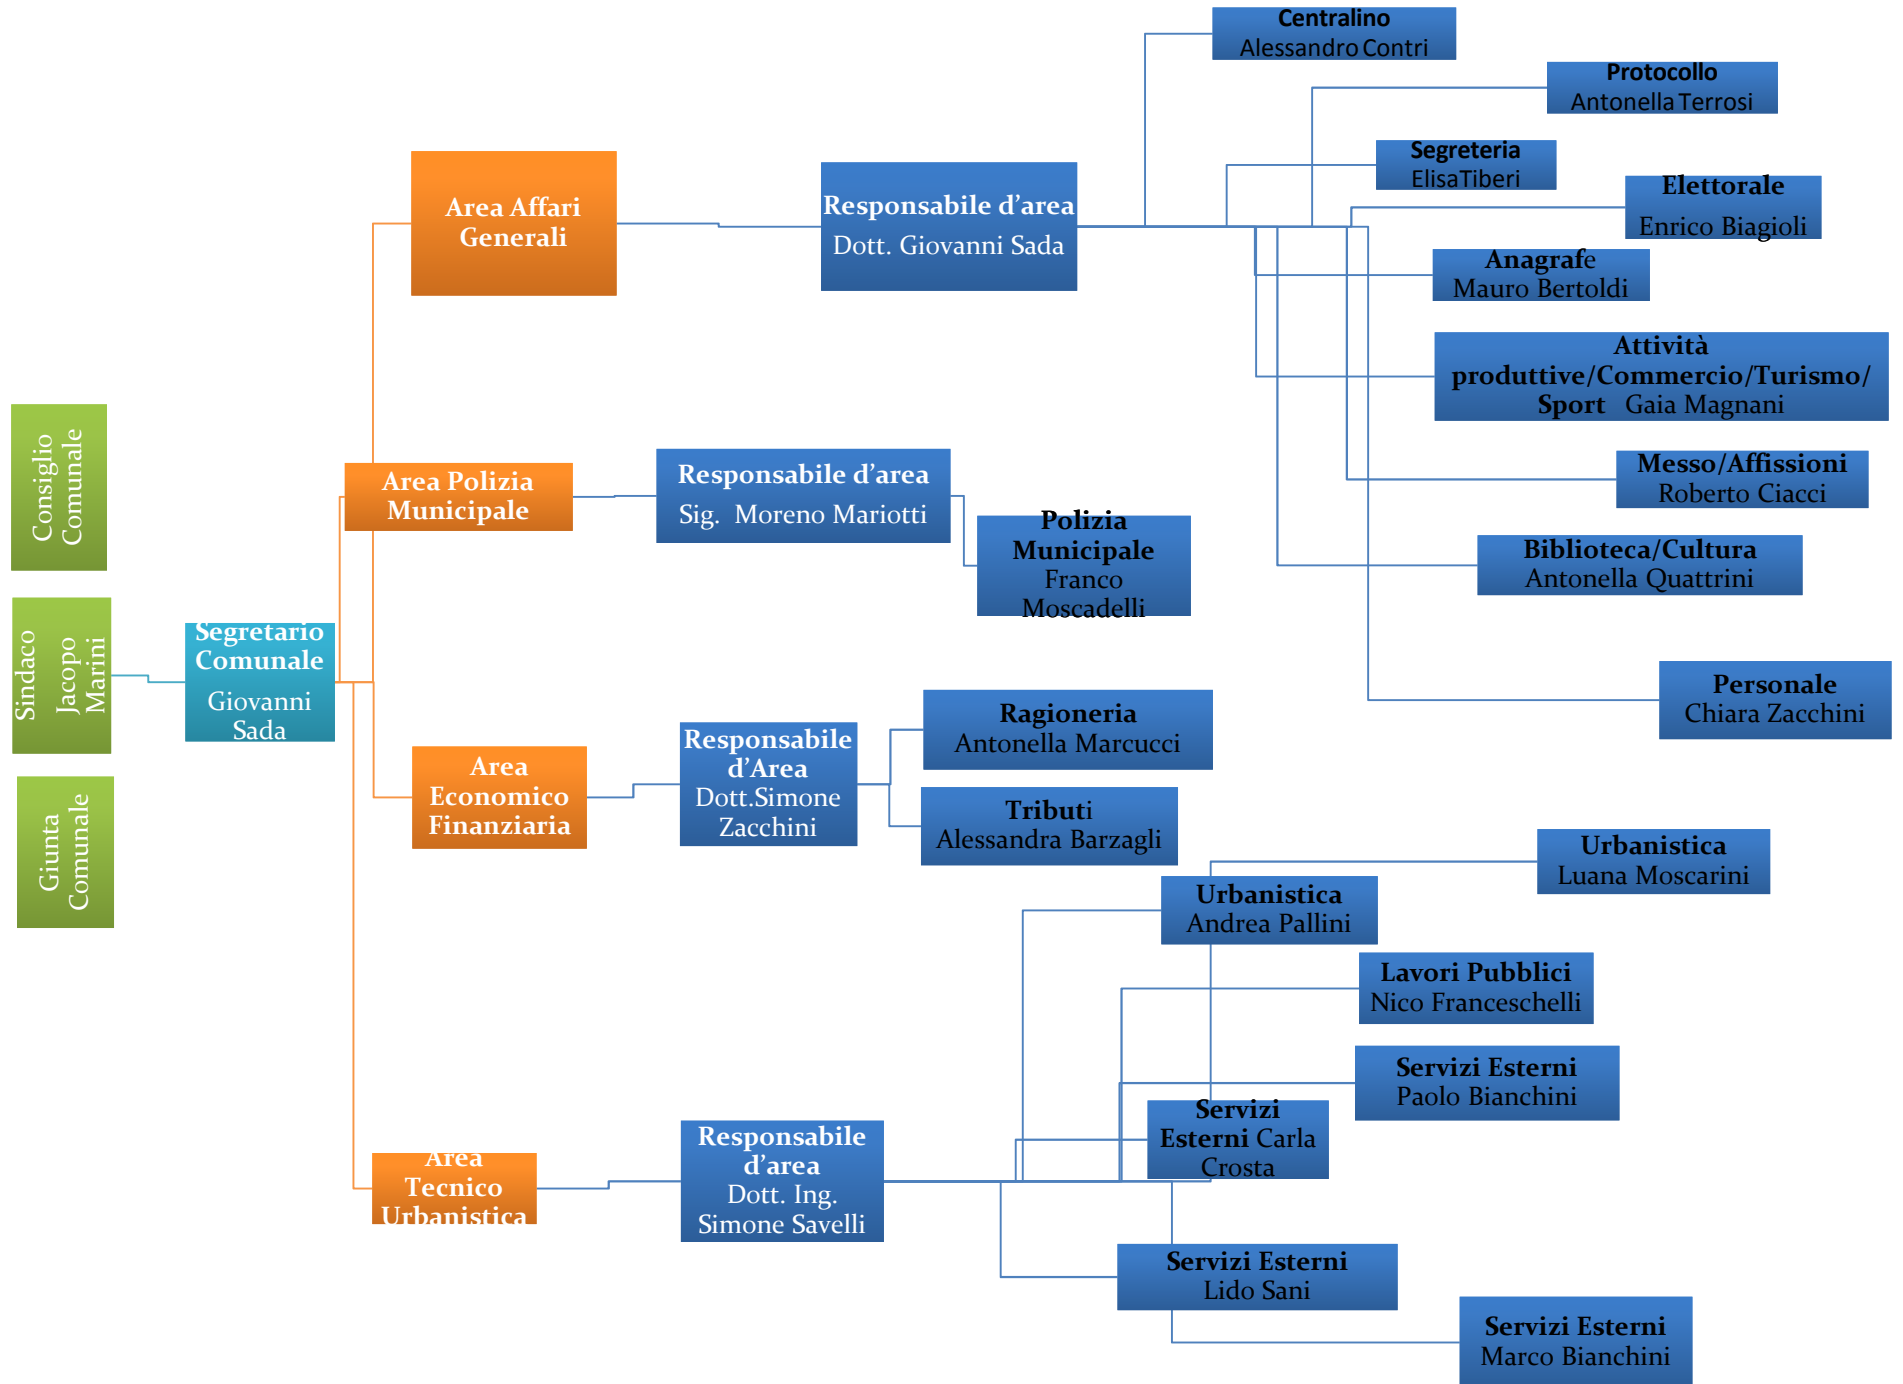 Consiglio
Comunale
Sindaco
Jacopo
Marini
Giunta
Comunale
Segretario
Comunale
Giovanni
Sada
Area Affari
Generali
Responsabile d’area
Dott. Giovanni Sada
Centralino
Alessandro Contri
Protocollo
Antonella Terrosi
Segreteria
Elisa Tiberi
Elettorale
Enrico Biagioli
Anagrafe
Mauro Bertoldi
Attività
produttive/Commercio/Turismo/
Sport Gaia Magnani
Messo/Affissioni
Roberto Ciacci
Biblioteca/Cultura
Antonella Quattrini
Personale
Chiara Zacchini
Area Polizia
Municipale
Responsabile d’area
Sig. Moreno Mariotti
Polizia
Municipale
Franco
Moscadelli
Area
Economico
Finanziaria
Responsabile
d’Area
Dott.Simone
Zacchini
Ragioneria
Antonella Marcucci
Tributi
Alessandra Barzagli
Area
Tecnico
Urbanistica
Responsabile
d’area
Dott. Ing.
Simone Savelli
Urbanistica
Luana Moscarini
Urbanistica
Andrea Pallini
Lavori Pubblici
Nico Franceschelli
Servizi Esterni
Paolo Bianchini
Servizi
Esterni Carla
Crosta
Servizi Esterni
Lido Sani
Servizi Esterni
Marco Bianchini